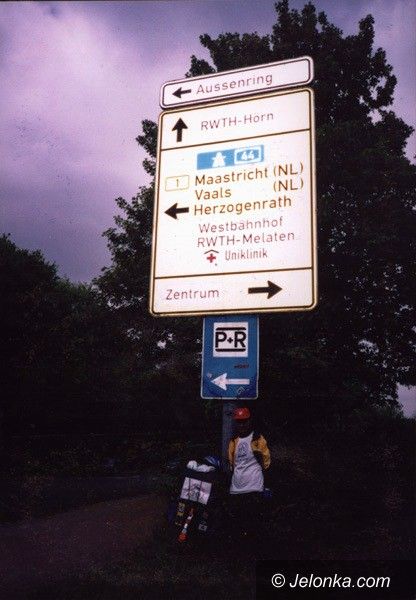 Aussenring
RWTH-Horn
44
1 Maastricht (NL)
Vaals (NL)
Herzogenrath
Westbahnhof
RWTH-Melaten
Uniklinik
Zentrum
P+R
© Jelonka.com